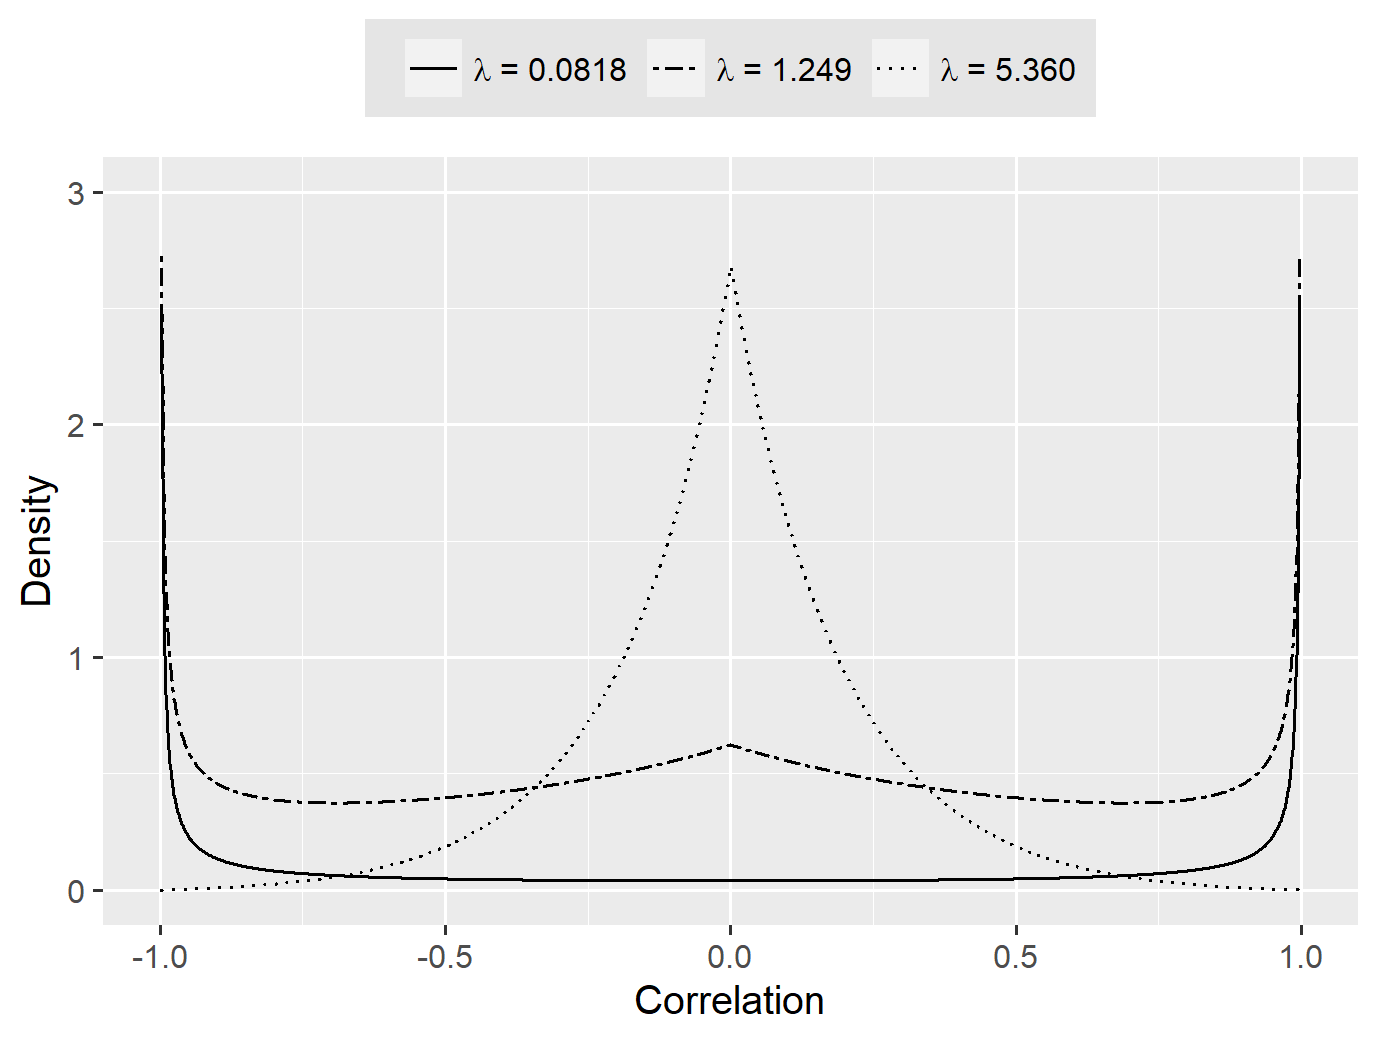 λ = 0.0818 λ = 1.249 λ = 5.360
3
2
1
0
Density
-1.0 -0.5 0.0 0.5 1.0
Correlation